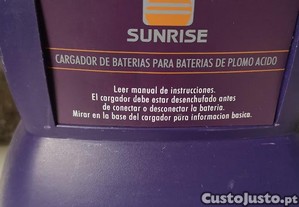 SUNRISE
CARGADOR DE BATERIAS PARA BATERIAS DE PLOMO ACIDO
Leer manual de instrucciones.
El cargador debe estar desenchufado antes
de conectar o desconectar la bateria.
Mirar en la base del cargador para informacion basica.
CustoJusto.pt